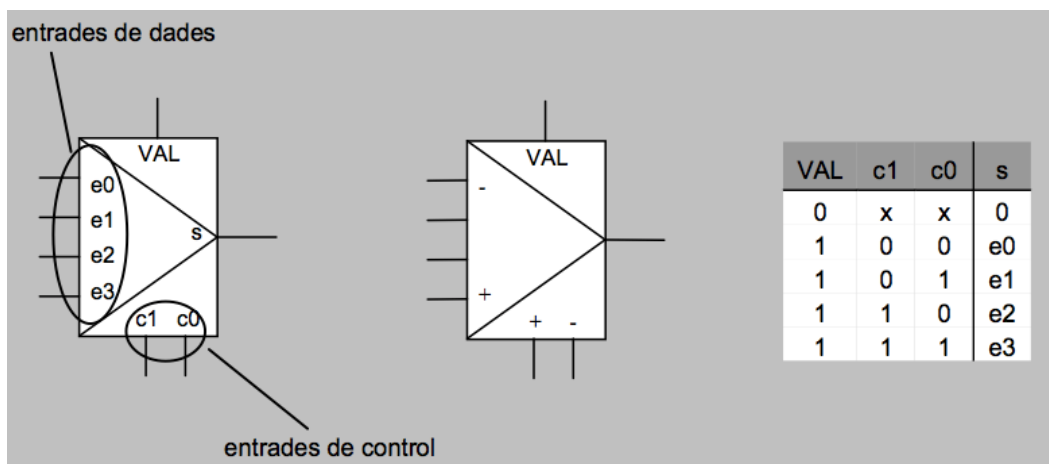 entrades de dades
VAL
e0
e1
e2
e3
s
c1 c0
entrades de control
VAL
-
+
+ -
VAL c1 c0 s
0 x x 0
1 0 0 e0
1 0 1 e1
1 1 0 e2
1 1 1 e3